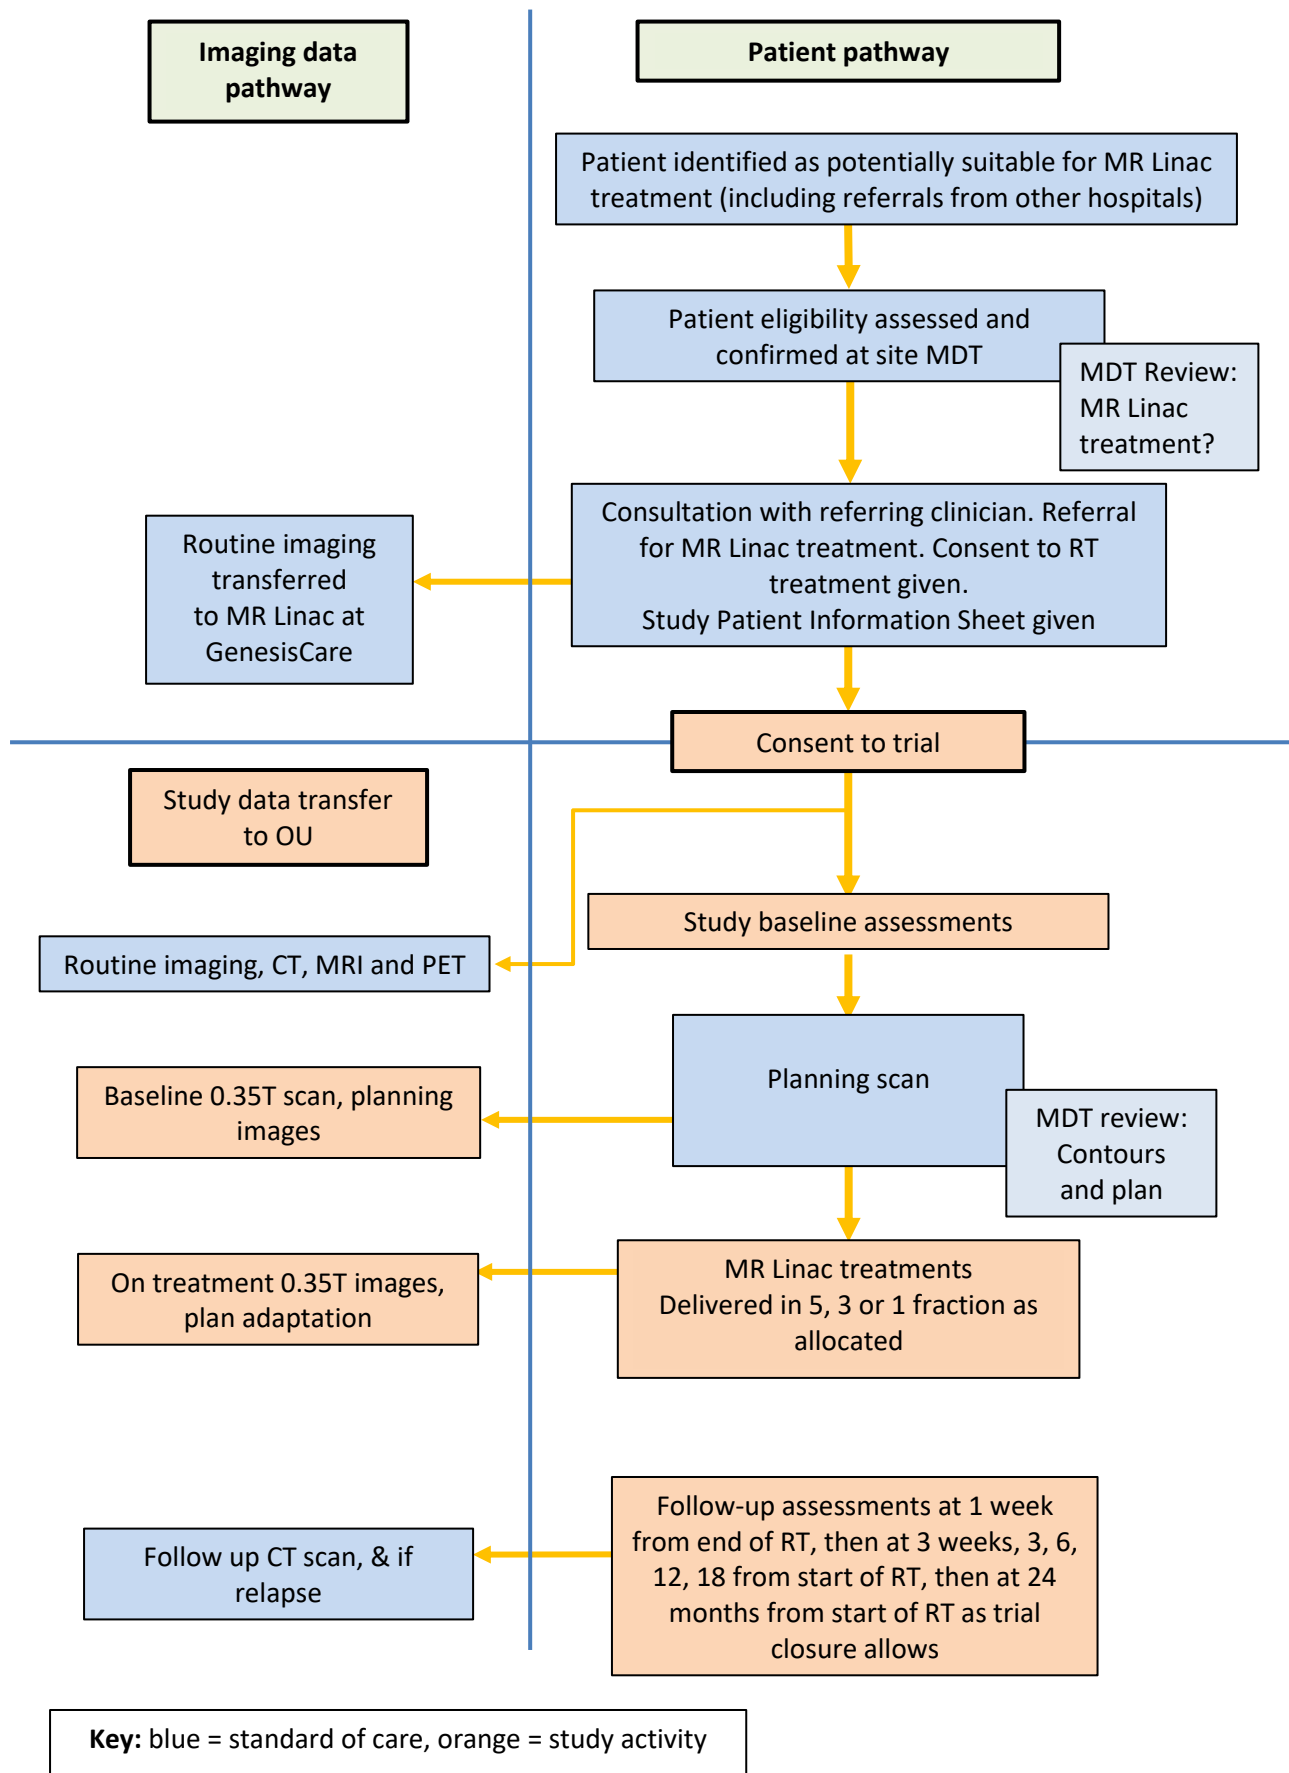 Imaging data
pathway
Patient pathway
Patient identified as potentially suitable for MR Linac
treatment (including referrals from other hospitals)
Patient eligibility assessed and
confirmed at site MDT
MDT Review:
MR Linac
treatment?
Consultation with referring clinician. Referral
for MR Linac treatment. Consent to RT
treatment given.
Study Patient Information Sheet given
Routine imaging
transferred
to MR Linac at
GenesisCare
Consent to trial
Study data transfer
to OU
Study baseline assessments
Routine imaging, CT, MRI and PET
Planning scan
MDT review:
Contours
and plan
Baseline 0.35T scan, planning
images
MR Linac treatments
Delivered in 5, 3 or 1 fraction as
allocated
On treatment 0.35T images,
plan adaptation
Follow-up assessments at 1 week
from end of RT, then at 3 weeks, 3, 6,
12, 18 from start of RT, then at 24
months from start of RT as trial
closure allows
Follow up CT scan, & if
relapse
Key: blue = standard of care, orange = study activity